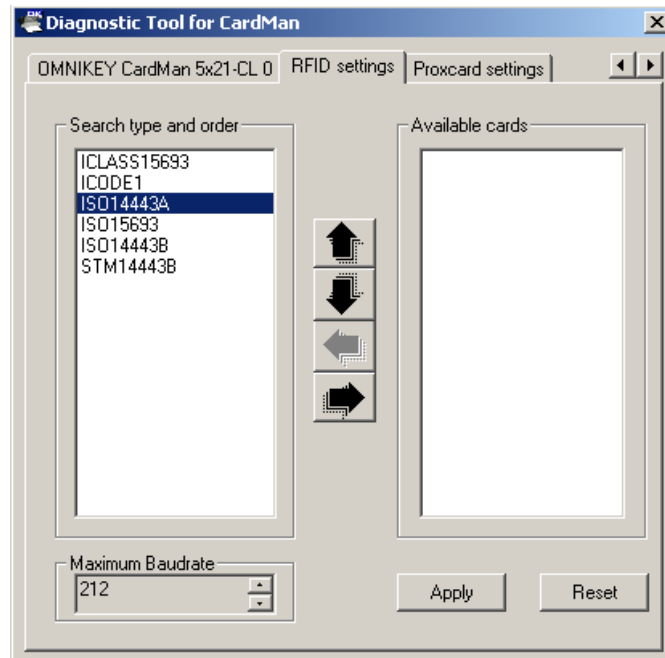 Diagnostic Tool for CardMan
OMNIKEY CardMan 5x21-CL 0
RFID settings
Proxcard settings
Search type and order
Available cards
ICLASS15693
ICODE1
ISO14443A
ISO15693
ISO14443B
STM14443B
Maximum Baudrate
212
Apply
Reset